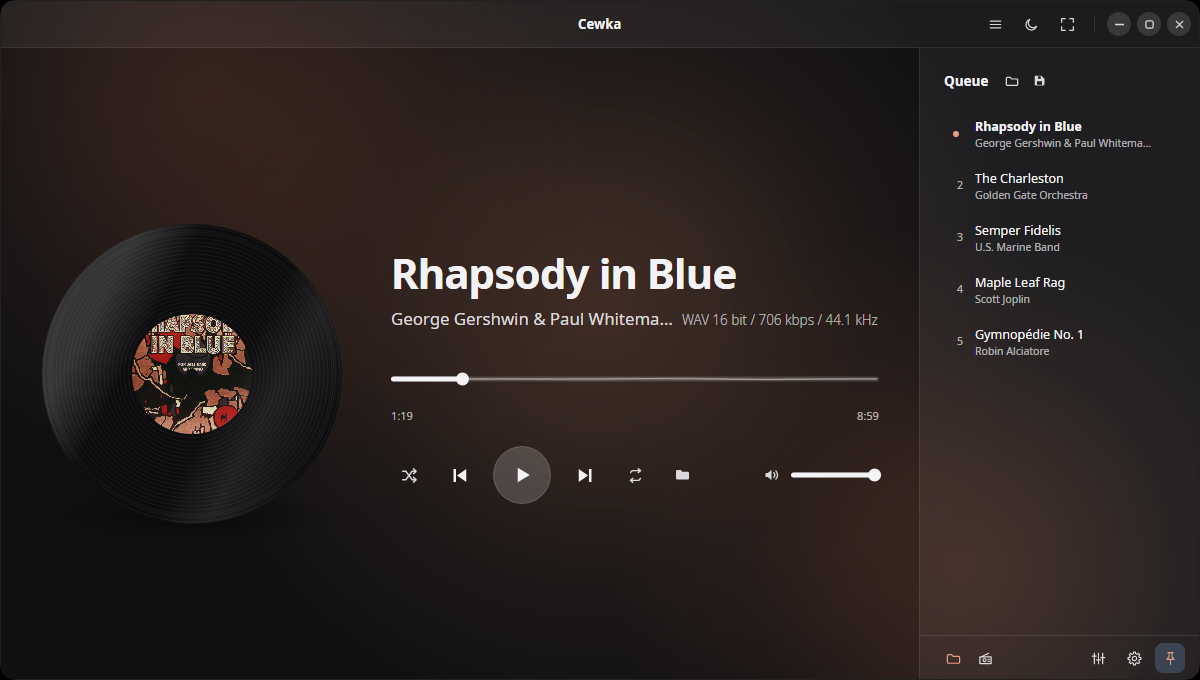 Cewka
Queue
Rhapsody in Blue
George Gershwin & Paul Whitema...
2
The Charleston
Golden Gate Orchestra
3
Semper Fidelis
U.S. Marine Band
4
Maple Leaf Rag
Scott Joplin
5
Gymnopédie No. 1
Robin Alciatore
IN BLUE
Rhapsody in Blue
George Gershwin & Paul Whitema... WAV 16 bit / 706 kbps / 44.1 kHz
1:19 8:59